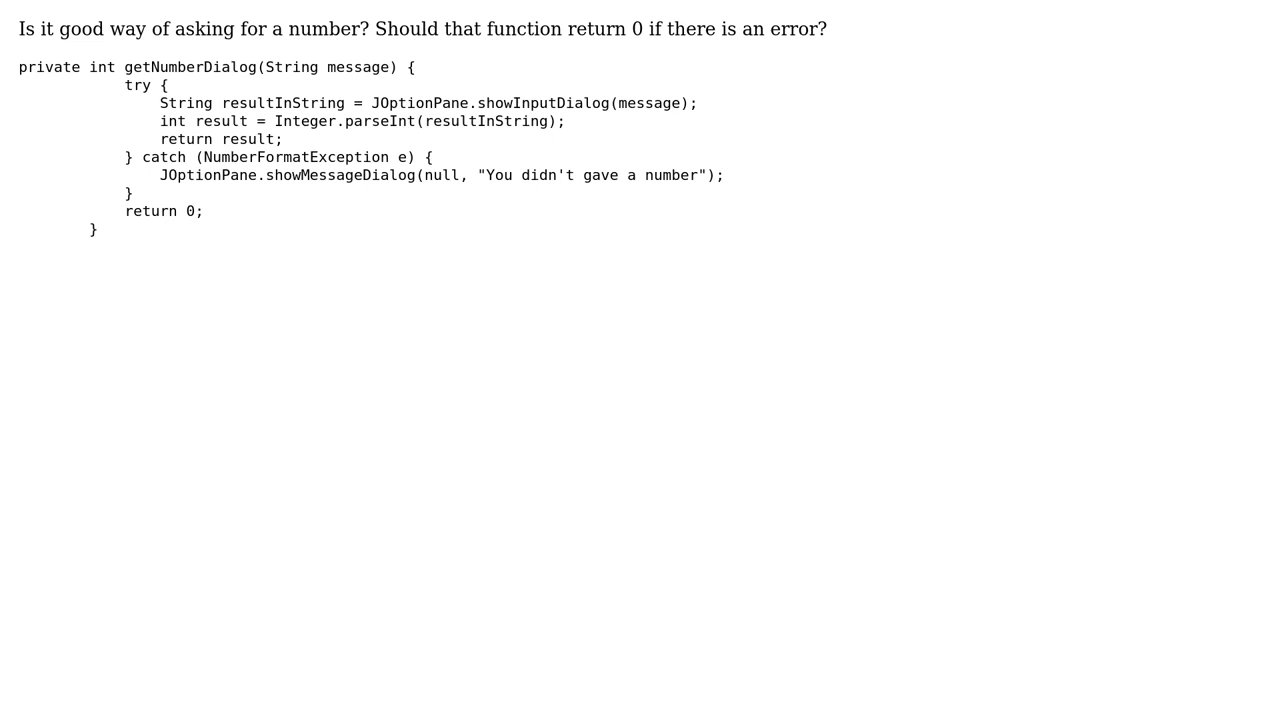 Is it good way of asking for a number? Should that function return 0 if there is an error?
private int getNumberDialog(String message) {
            try {
                String resultInString = JOptionPane.showInputDialog(message);
                int result = Integer.parseInt(resultInString);
                return result;
            } catch (NumberFormatException e) {
                JOptionPane.showMessageDialog(null, "You didn't gave a number");
            }
            return 0;
        }